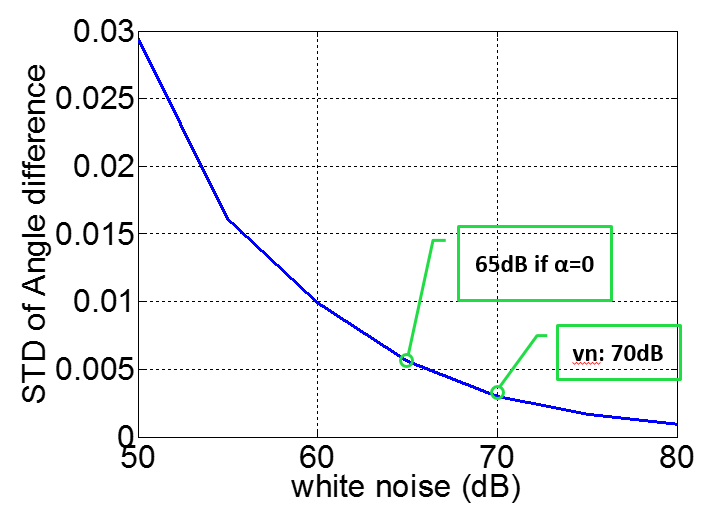 0.03
0.025
0.02
0.015
0.01
0.005
0
STD of Angle difference
65dB if α=0
vn: 70dB
50 60 70 80
white noise (dB)